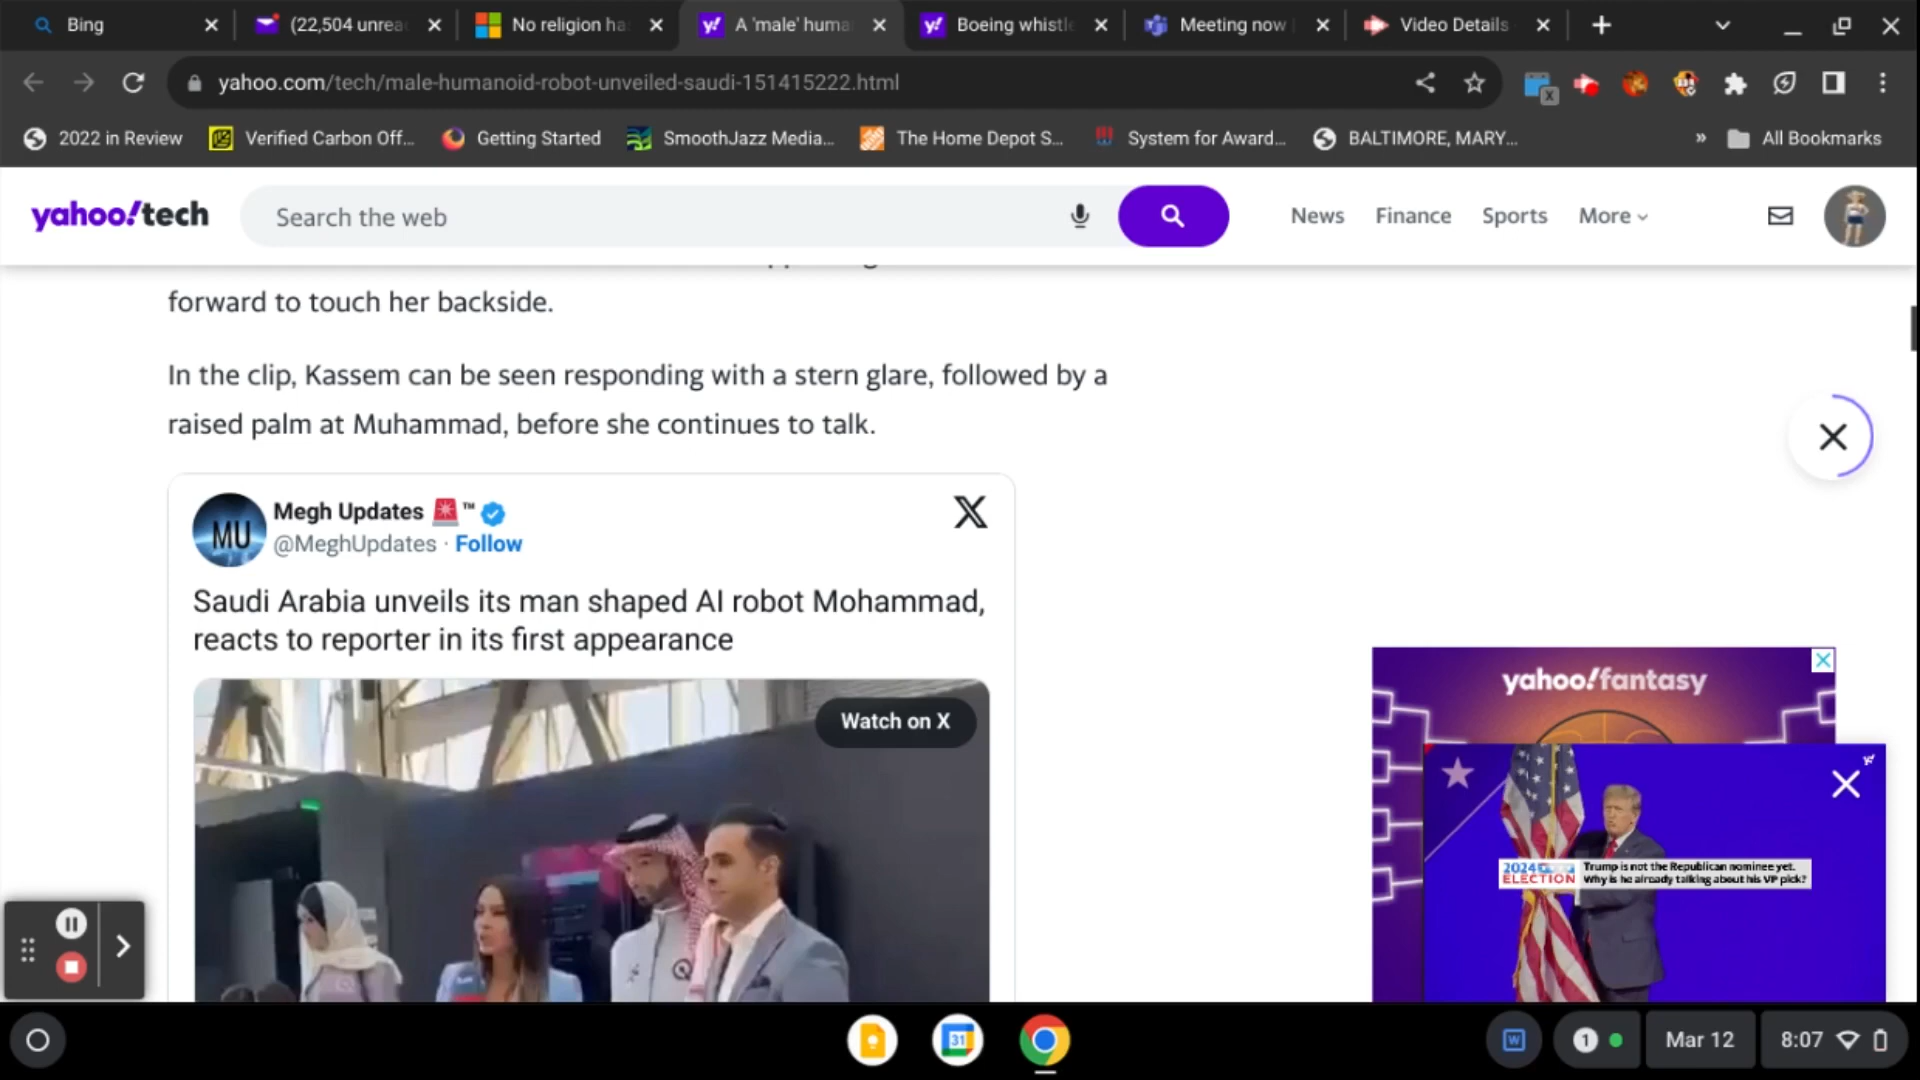 Bing
(22,504 unrea
No religion ha
A 'male' huma
Boeing whistle
Meeting now
Video Details
yahoo.com/tech/male-humanoid-robot-unveiled-saudi-151415222.html
2022 in Review
Verified Carbon Off...
Getting Started
SmoothJazz Media...
The Home Depot S...
System for Award...
BALTIMORE, MARY...
» All Bookmarks
yahoo!tech
Search the web
News
Finance
Sports
More
forward to touch her backside.
In the clip, Kassem can be seen responding with a stern glare, followed by a
raised palm at Muhammad, before she continues to talk.
MU
Megh Updates 🚨™
@MeghUpdates · Follow
X
Saudi Arabia unveils its man shaped AI robot Mohammad,
reacts to reporter in its first appearance
Watch on X
yahoo!fantasy
2024 ELECTION
Trump is not the Republican nominee yet.
Why is he already talking about his VP pick?
31
W
1
Mar 12
8:07